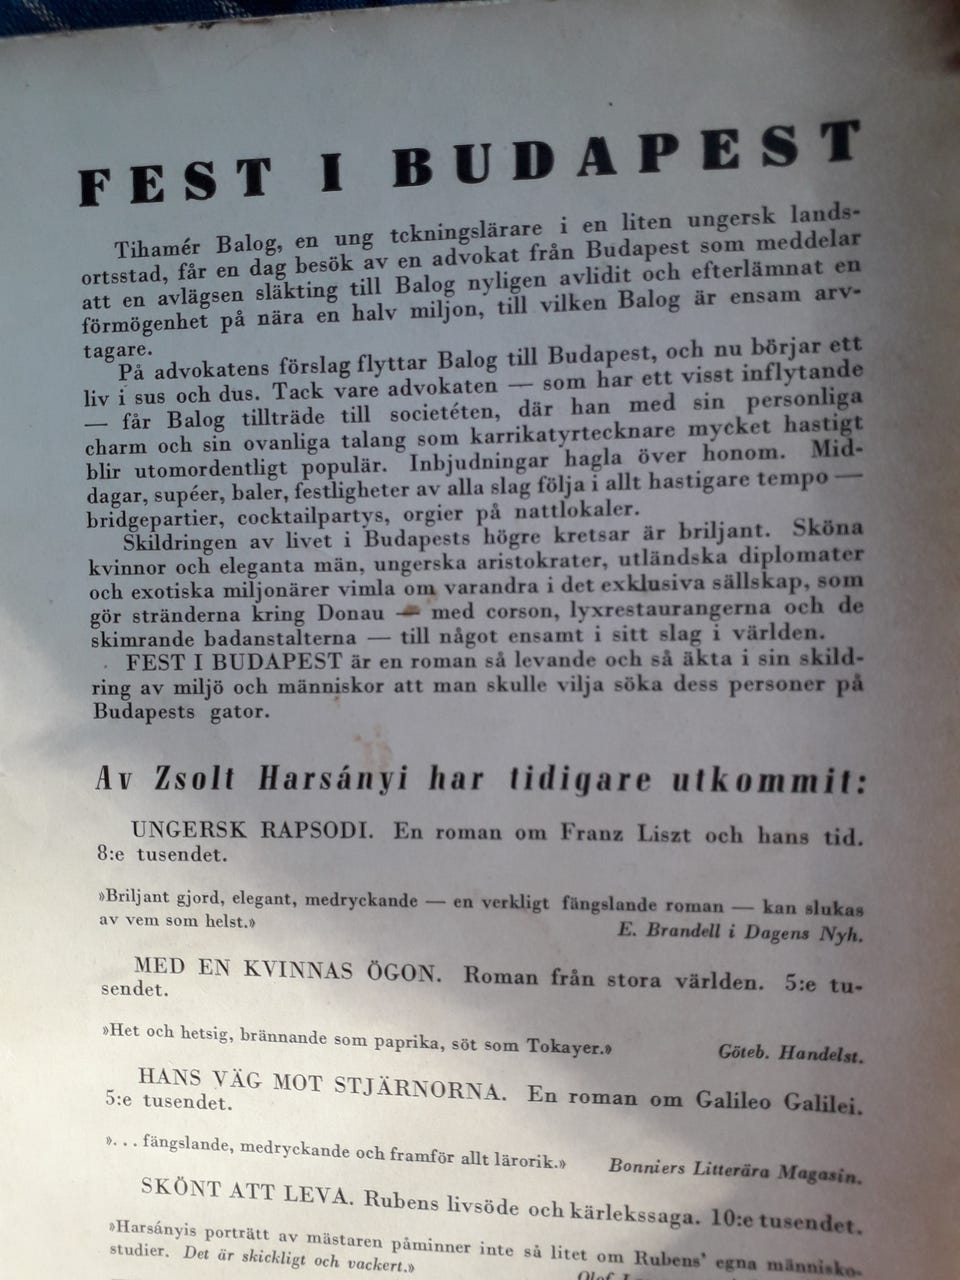 FEST I BUDAPEST
Tihamér Balog, en ung tckningslärare i en liten ungersk lands-
ortsstad, får en dag besök av en advokat från Budapest som meddelar
att en avlägsen släkting till Balog nyligen avlidit och efterlämnat en
förmögenhet på nära en halv miljon, till vilken Balog är ensam arv-
tagare.
På advokatens förslag flyttar Balog till Budapest, och nu börjar ett
liv i sus och dus. Tack vare advokaten — som har ett visst inflytande
— får Balog tillträde till societéten, där han med sin personliga
charm och sin ovanliga talang som karrikatyrtecknare mycket hastigt
blir utomordentligt populär. Inbjudningar hagla över honom. Mid-
dagar, supéer, baler, festligheter av alla slag följa i allt hastigare tempo —
bridgepartier, cocktailpartys, orgier på nattlokaler.
Skildringen av livet i Budapests högre kretsar är briljant. Sköna
kvinnor och eleganta män, ungerska aristokrater, utländska diplomater
och exotiska miljonärer vimla om varandra i det exklusiva sällskap, som
gör stränderna kring Donau — med corson, lyxrestaurangerna och de
skimrande badanstalterna — till något ensamt i sitt slag i världen.
FEST I BUDAPEST är en roman så levande och så äkta i sin skild-
ring av miljö och människor att man skulle vilja söka dess personer på
Budapests gator.
Av Zsolt Harsányi har tidigare utkommit:
UNGERSK RAPSODI. En roman om Franz Liszt och hans tid.
8:e tusendet.
»Briljant gjord, elegant, medryckande — en verkligt fängslande roman — kan slukas
av vem som helst.» E. Brandell i Dagens Nyh.
MED EN KVINNAS ÖGON. Roman från stora världen. 5:e tu-
sendet.
»Het och hetsig, brännande som paprika, söt som Tokayer.» Göteb. Handelst.
HANS VÄG MOT STJÄRNORNA. En roman om Galileo Galilei.
5:e tusendet.
»... fängslande, medryckande och framför allt lärorik.» Bonniers Litterära Magasin.
SKÖNT ATT LEVA. Rubens livsöde och kärlekssaga. 10:e tusendet.
»Harsányis porträtt av mästaren påminner inte så litet om Rubens' egna människo-
studier. Det är skickligt och vackert.» Olof